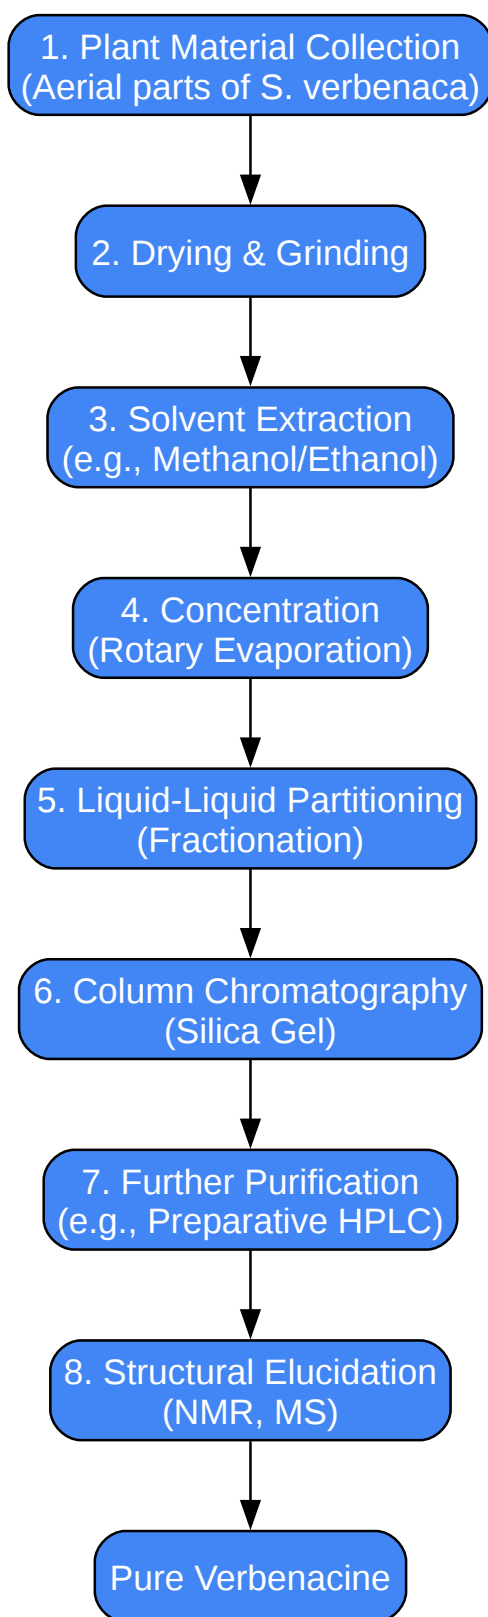 1. Plant Material Collection
(Aerial parts of S. verbenaca)
2. Drying & Grinding
3. Solvent Extraction
(e.g., Methanol/Ethanol)
4. Concentration
(Rotary Evaporation)
5. Liquid-Liquid Partitioning
(Fractionation)
6. Column Chromatography
(Silica Gel)
7. Further Purification
(e.g., Preparative HPLC)
8. Structural Elucidation
(NMR, MS)
Pure Verbenacine